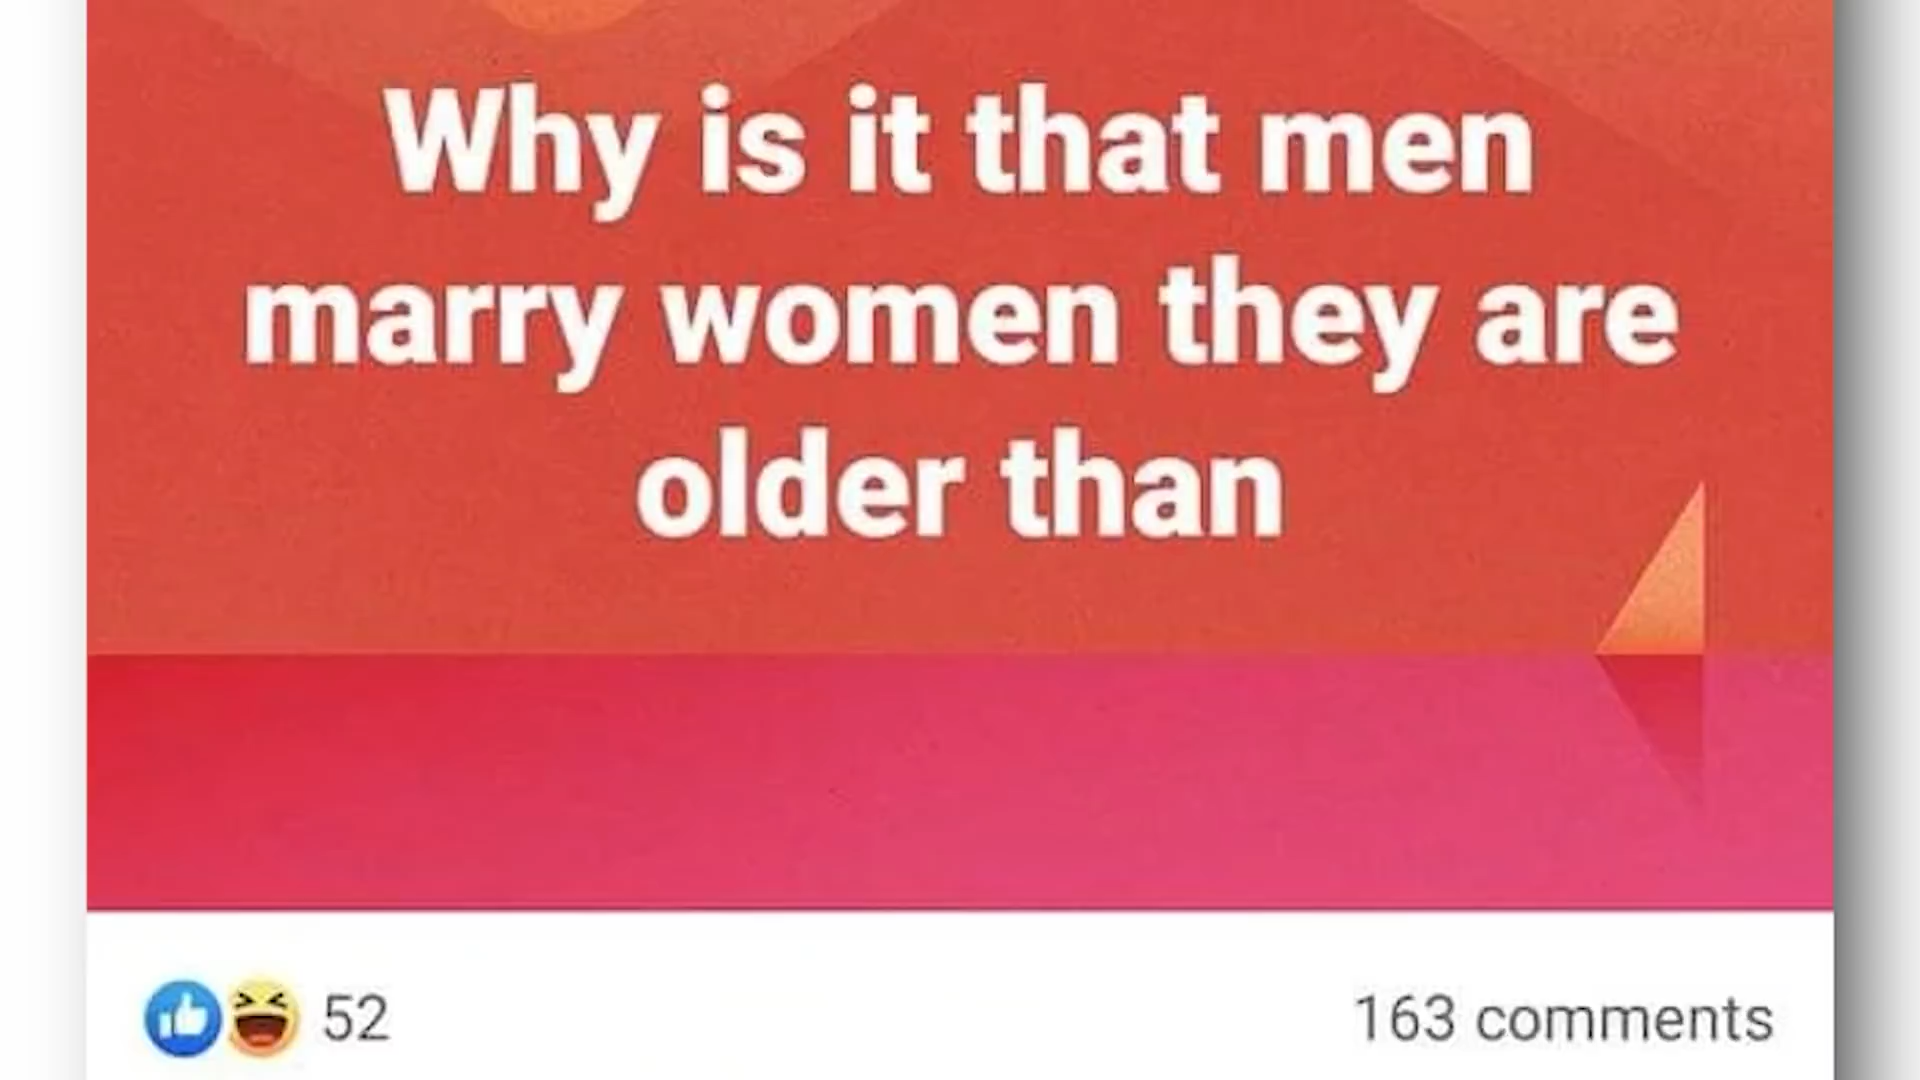 Why is it that men
marry women they are
older than
52
163 comments